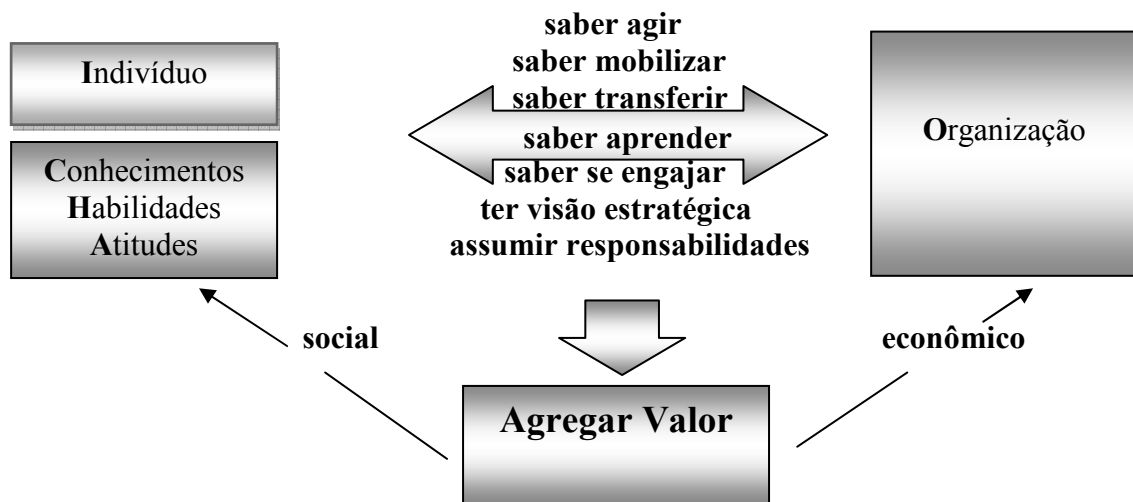 Indivíduo
Conhecimentos
Habilidades
Atitudes
saber agir
saber mobilizar
saber transferir
saber aprender
saber se engajar
ter visão estratégica
assumir responsabilidades
Organização
social
econômico
Agregar Valor